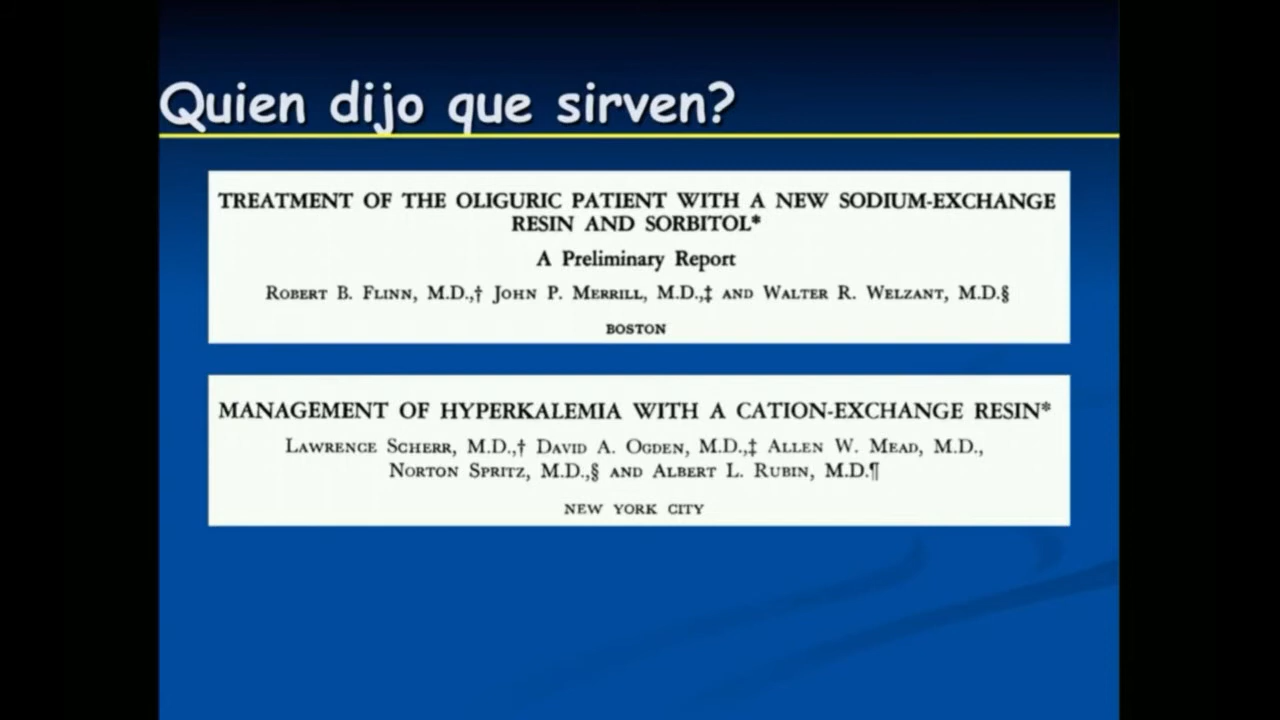 Quien dijo que sirven?
TREATMENT OF THE OLIGURIC PATIENT WITH A NEW SODIUM-EXCHANGE
RESIN AND SORBITOL*
A Preliminary Report
ROBERT B. FLINN, M.D.,† JOHN P. MERRILL, M.D.,‡ AND WALTER R. WELZANT, M.D.§
BOSTON
MANAGEMENT OF HYPERKALEMIA WITH A CATION-EXCHANGE RESIN*
LAWRENCE SCHERR, M.D.,† DAVID A. OGDEN, M.D.,‡ ALLEN W. MEAD, M.D.,
NORTON SPRITZ, M.D.,§ AND ALBERT L. RUBIN, M.D.¶
NEW YORK CITY